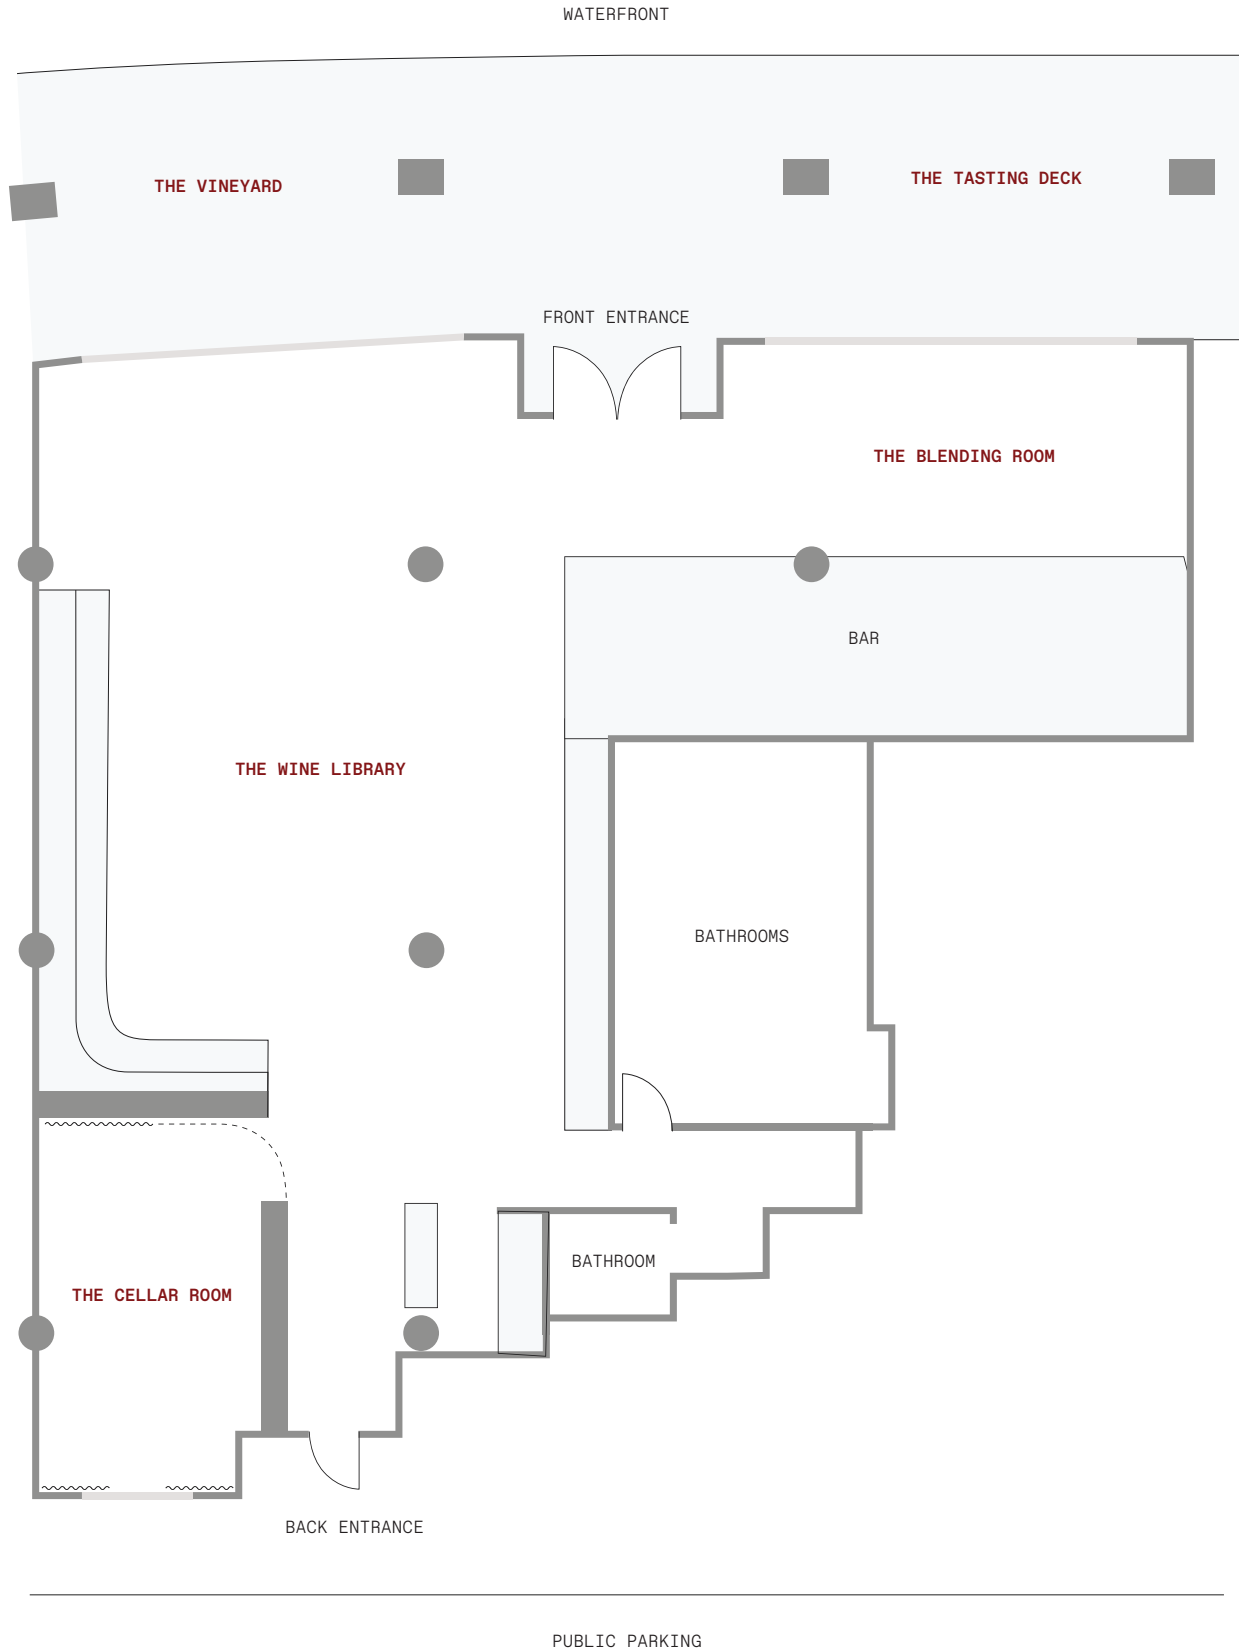 WATERFRONT
THE VINEYARD
THE TASTING DECK
FRONT ENTRANCE
THE BLENDING ROOM
BAR
THE WINE LIBRARY
BATHROOMS
BATHROOM
THE CELLAR ROOM
BACK ENTRANCE
PUBLIC PARKING